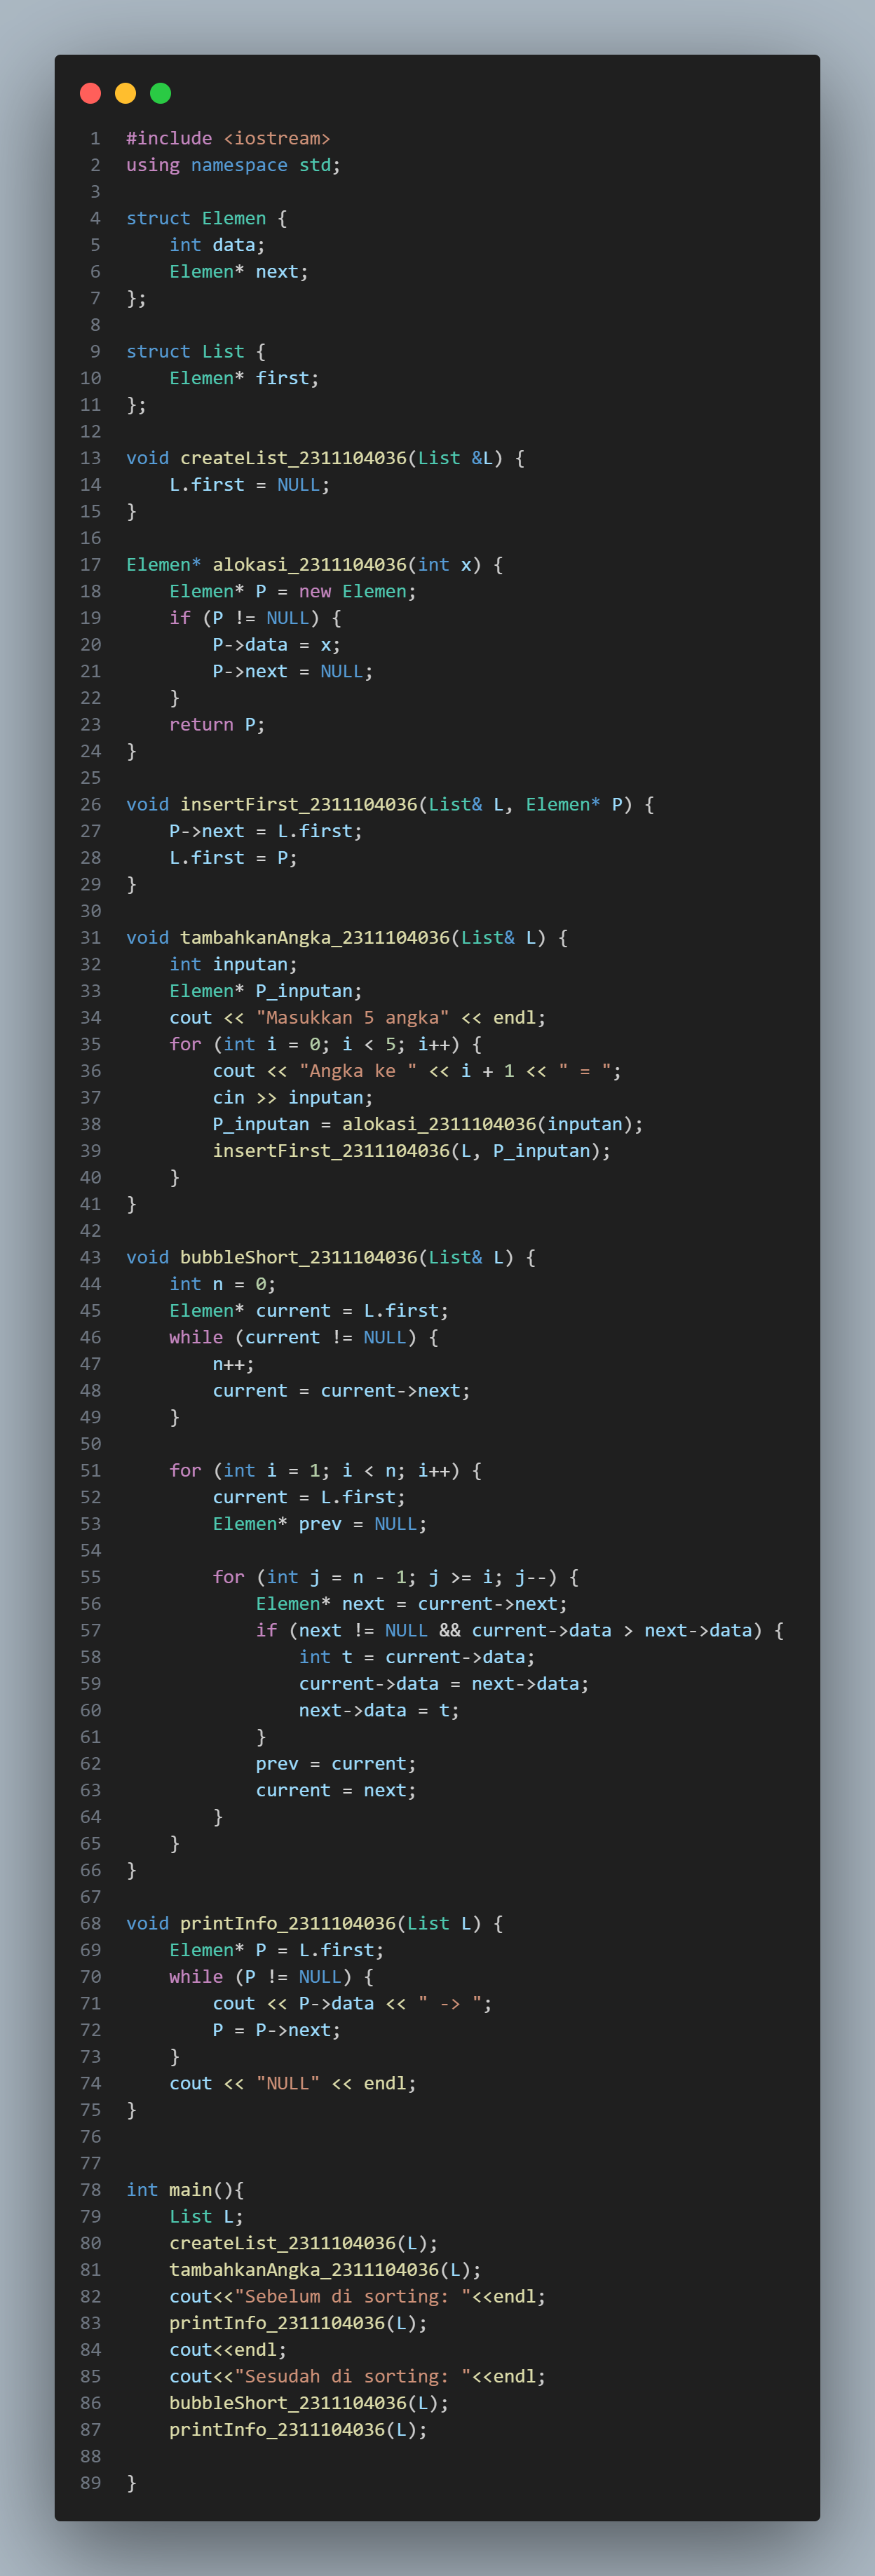 1 #include <iostream>
2 using namespace std;
3
4 struct Elemen {
5     int data;
6     Elemen* next;
7 };
8
9 struct List {
10     Elemen* first;
11 };
12
13 void createList_2311104036(List &L) {
14     L.first = NULL;
15 }
16
17 Elemen* alokasi_2311104036(int x) {
18     Elemen* P = new Elemen;
19     if (P != NULL) {
20         P->data = x;
21         P->next = NULL;
22     }
23     return P;
24 }
25
26 void insertFirst_2311104036(List& L, Elemen* P) {
27     P->next = L.first;
28     L.first = P;
29 }
30
31 void tambahkanAngka_2311104036(List& L) {
32     int inputan;
33     Elemen* P_inputan;
34     cout << "Masukkan 5 angka" << endl;
35     for (int i = 0; i < 5; i++) {
36         cout << "Angka ke " << i + 1 << " = ";
37         cin >> inputan;
38         P_inputan = alokasi_2311104036(inputan);
39         insertFirst_2311104036(L, P_inputan);
40     }
41 }
42
43 void bubbleShort_2311104036(List& L) {
44     int n = 0;
45     Elemen* current = L.first;
46     while (current != NULL) {
47         n++;
48         current = current->next;
49     }
50
51     for (int i = 1; i < n; i++) {
52         current = L.first;
53         Elemen* prev = NULL;
54
55         for (int j = n - 1; j >= i; j--) {
56             Elemen* next = current->next;
57             if (next != NULL && current->data > next->data) {
58                 int t = current->data;
59                 current->data = next->data;
60                 next->data = t;
61             }
62             prev = current;
63             current = next;
64         }
65     }
66 }
67
68 void printInfo_2311104036(List L) {
69     Elemen* P = L.first;
70     while (P != NULL) {
71         cout << P->data << " -> ";
72         P = P->next;
73     }
74     cout << "NULL" << endl;
75 }
76
77
78 int main(){
79     List L;
80     createList_2311104036(L);
81     tambahkanAngka_2311104036(L);
82     cout<<"Sebelum di sorting: "<<endl;
83     printInfo_2311104036(L);
84     cout<<endl;
85     cout<<"Sesudah di sorting: "<<endl;
86     bubbleShort_2311104036(L);
87     printInfo_2311104036(L);
88
89 }